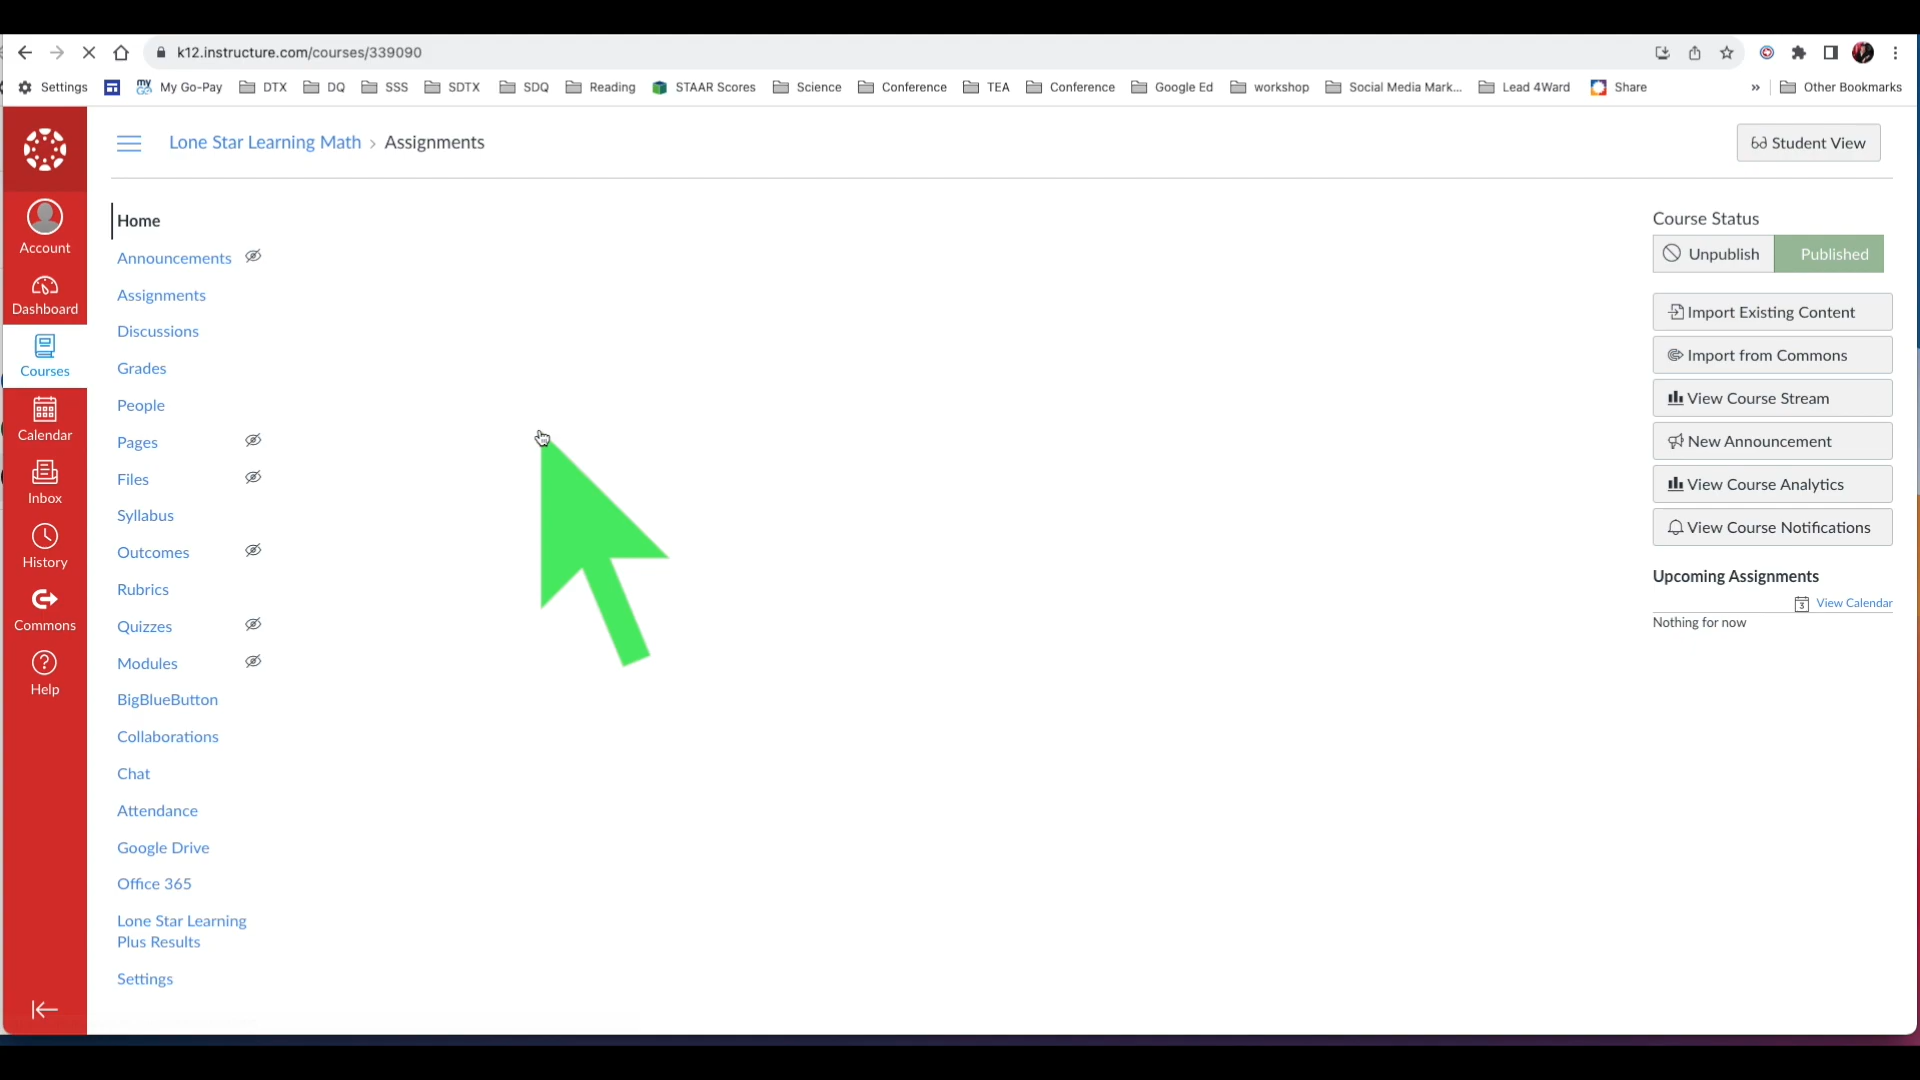 k12.instructure.com/courses/339090
Settings
my
My Go-Pay
DTX
DQ
SSS
SDTX
SDQ
Reading
STAAR Scores
Science
Conference
TEA
Conference
Google Ed
workshop
Social Media Mark...
Lead 4Ward
Share
»
Other Bookmarks
Lone Star Learning Math › Assignments
Student View
Account
Dashboard
Courses
Calendar
Inbox
History
Commons
Help
Home
Announcements
Assignments
Discussions
Grades
People
Pages
Files
Syllabus
Outcomes
Rubrics
Quizzes
Modules
BigBlueButton
Collaborations
Chat
Attendance
Google Drive
Office 365
Lone Star Learning
Plus Results
Settings
Course Status
Unpublish
Published
Import Existing Content
Import from Commons
View Course Stream
New Announcement
View Course Analytics
View Course Notifications
Upcoming Assignments
3 View Calendar
Nothing for now